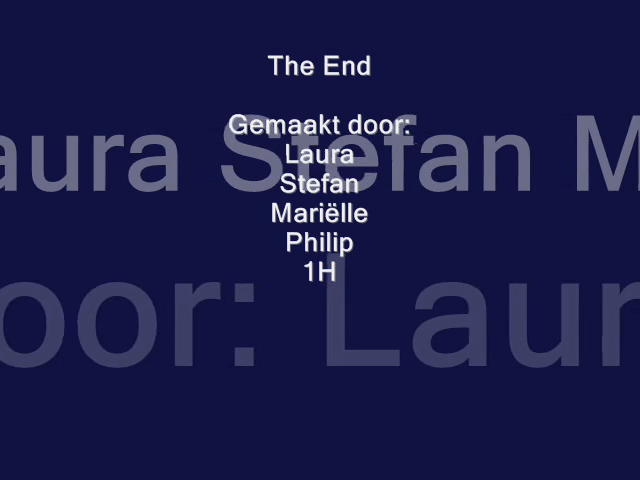 The End
Gemaakt door:
aura Stefan M
Laura
Stefan
Mariëlle
Philip
1H
oor: Laur